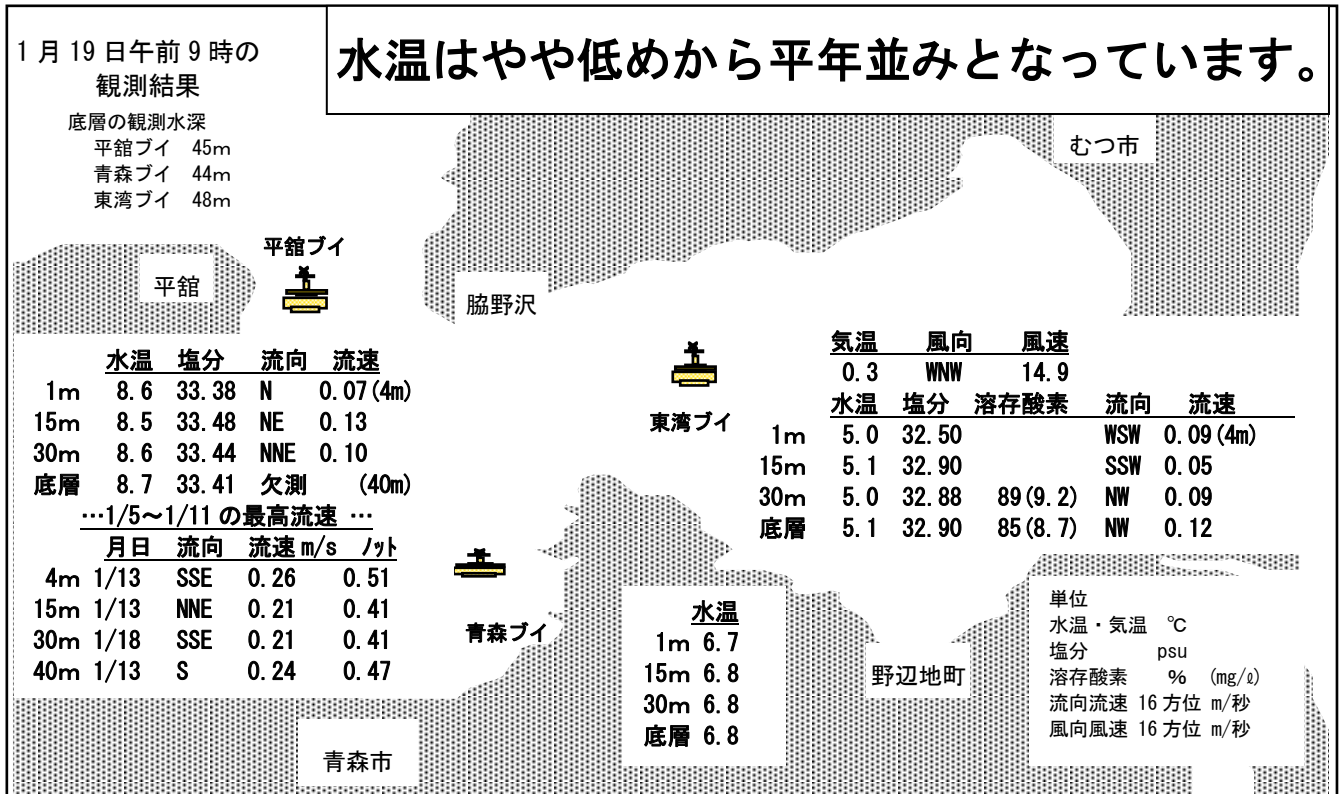 1月19日午前9時の
観測結果
水温はやや低めから平年並みとなっています。
底層の観測水深
平舘ブイ 45m
青森ブイ 44m
東湾ブイ 48m
むつ市
平舘ブイ
平舘
脇野沢
水温 塩分 流向 流速
1m 8.6 33.38 N 0.07(4m)
15m 8.5 33.48 NE 0.13
30m 8.6 33.44 NNE 0.10
底層 8.7 33.41 欠測 (40m)
…1/5～1/11の最高流速 …
月日 流向 流速m/s ﾉｯﾄ
4m 1/13 SSE 0.26 0.51
15m 1/13 NNE 0.21 0.41
30m 1/18 SSE 0.21 0.41
40m 1/13 S 0.24 0.47
東湾ブイ
気温 風向 風速
0.3 WNW 14.9
水温 塩分 溶存酸素 流向 流速
1m 5.0 32.50 WSW 0.09(4m)
15m 5.1 32.90 SSW 0.05
30m 5.0 32.88 89(9.2) NW 0.09
底層 5.1 32.90 85(8.7) NW 0.12
青森ブイ
水温
1m 6.7
15m 6.8
30m 6.8
底層 6.8
野辺地町
青森市
単位
水温・気温 ℃
塩分 psu
溶存酸素 % (mg/ℓ)
流向流速 16方位 m/秒
風向風速 16方位 m/秒